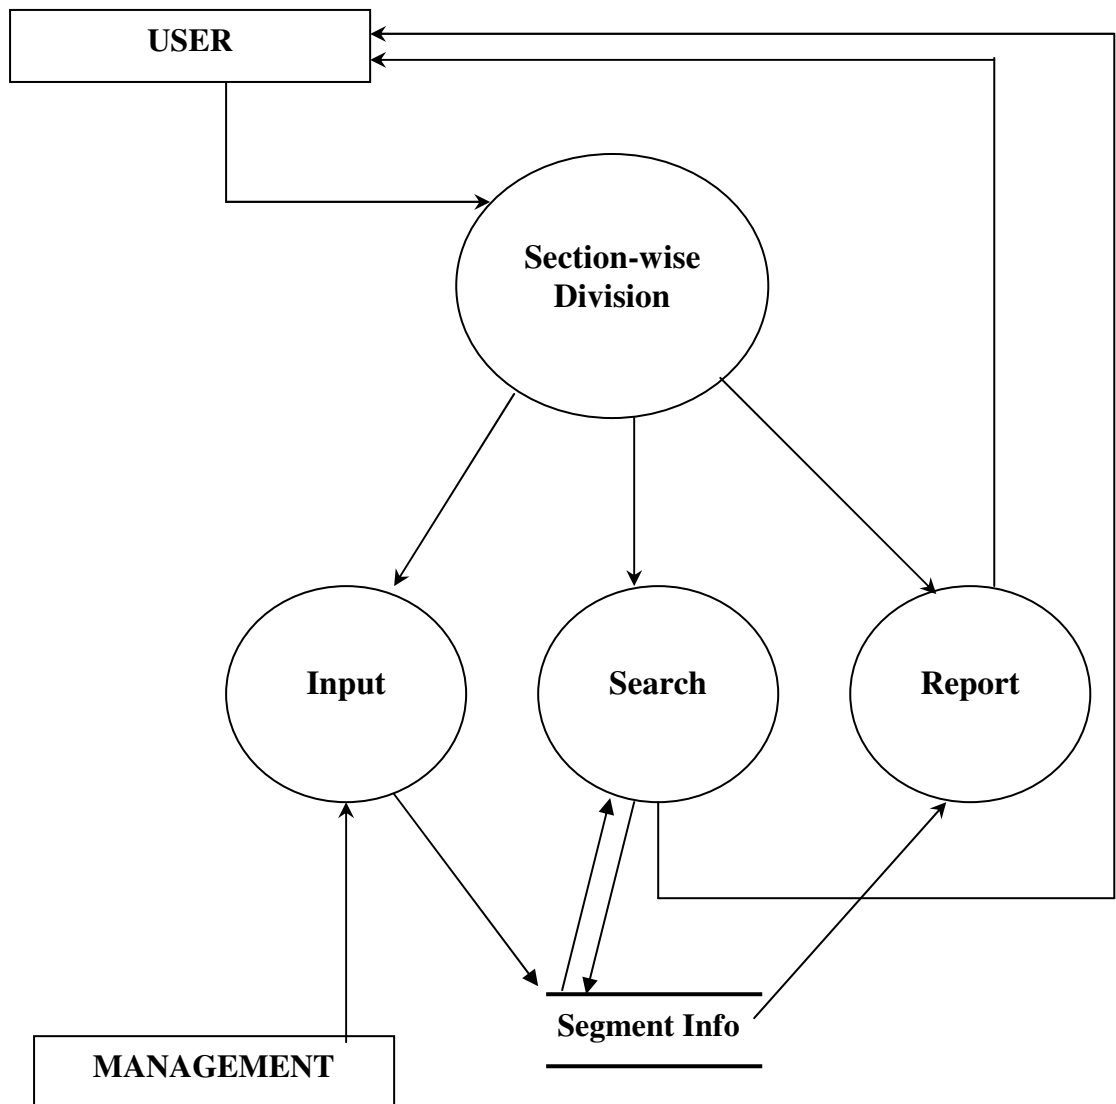 USER
Section-wise
Division
Input
Search
Report
Segment Info
MANAGEMENT